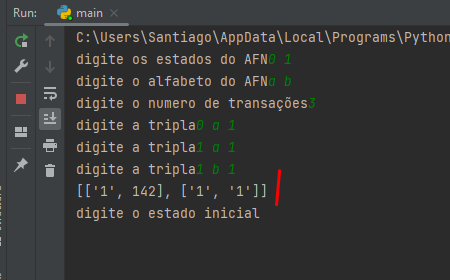 Run: main ×
C:\Users\Santiago\AppData\Local\Programs\Python
digite os estados do AFN0 1
digite o alfabeto do AFNa b
digite o numero de transações3
digite a tripla0 a 1
digite a tripla1 a 1
digite a tripla1 b 1
[['1', 142], ['1', '1']]
digite o estado inicial